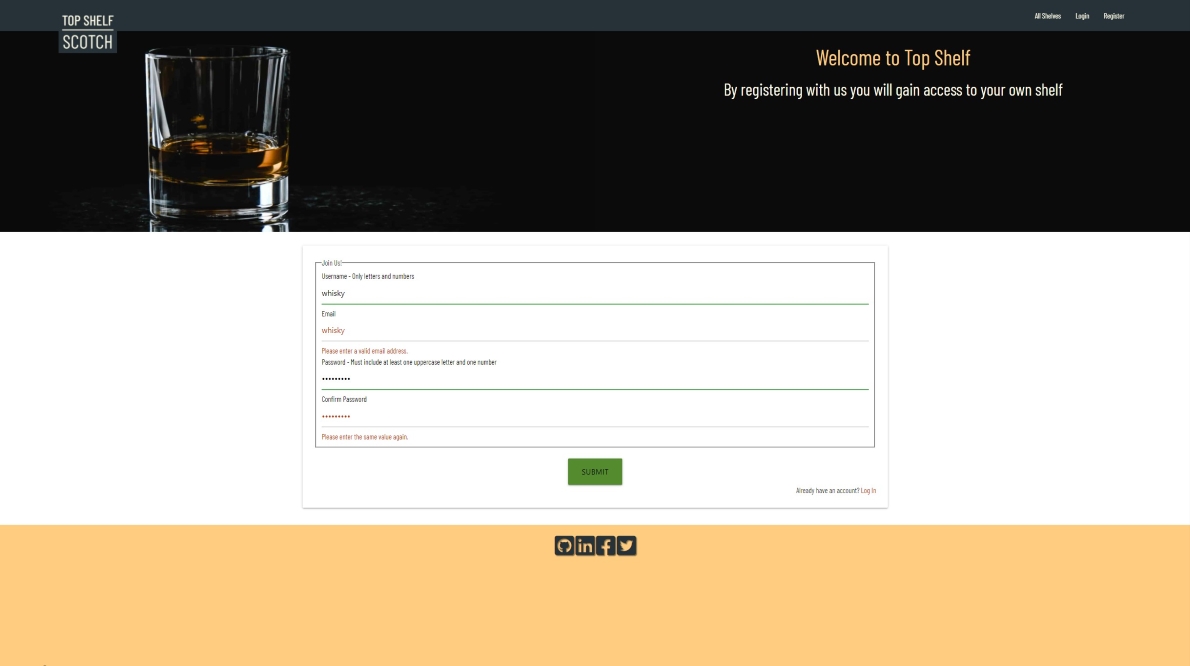 TOP SHELF
SCOTCH
All Shelves Login Register
Welcome to Top Shelf
By registering with us you will gain access to your own shelf
Join Us!
Username - Only letters and numbers
whisky
Email
whisky
Please enter a valid email address.
Password - Must include at least one uppercase letter and one number
•••••••••
Confirm Password
•••••••••
Please enter the same value again.
SUBMIT
Already have an account? Log In